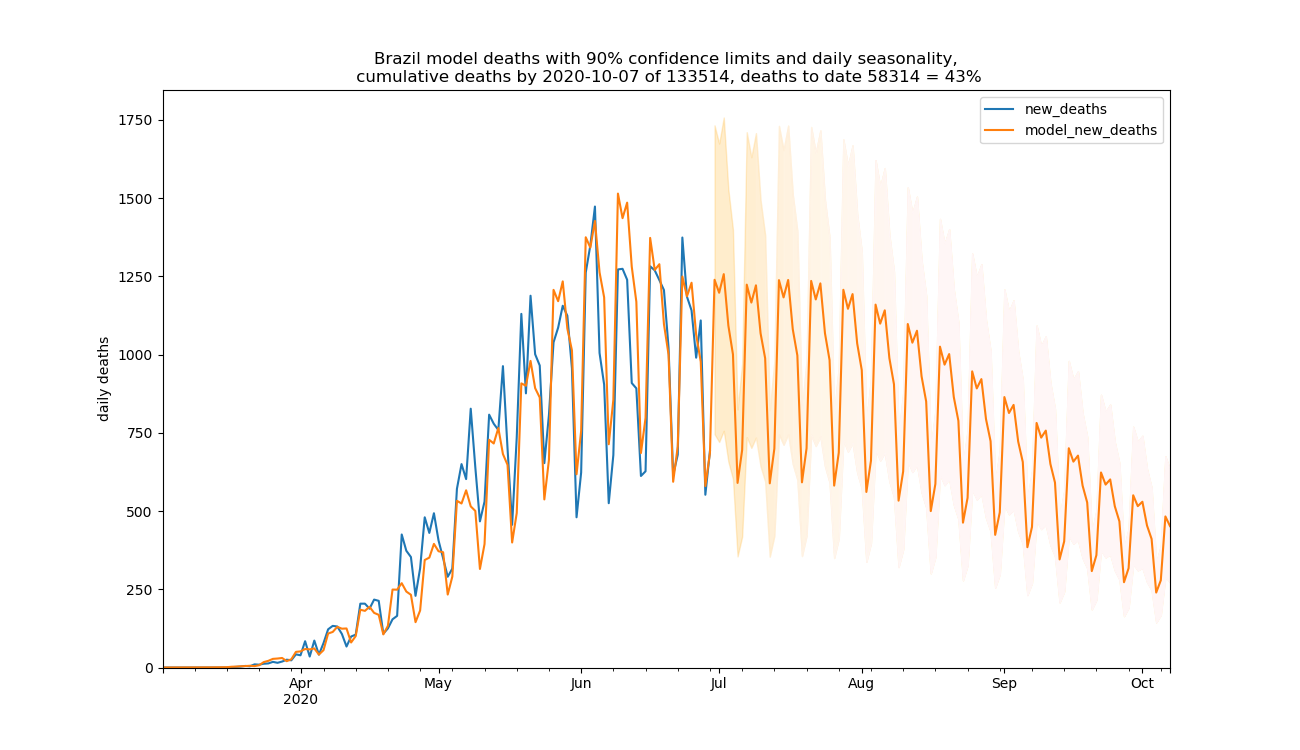 Brazil model deaths with 90% confidence limits and daily seasonality,
cumulative deaths by 2020-10-07 of 133514, deaths to date 58314 = 43%
new_deaths
model_new_deaths
daily deaths
1750
1500
1250
1000
750
500
250
0
Apr
2020
May
Jun
Jul
Aug
Sep
Oct